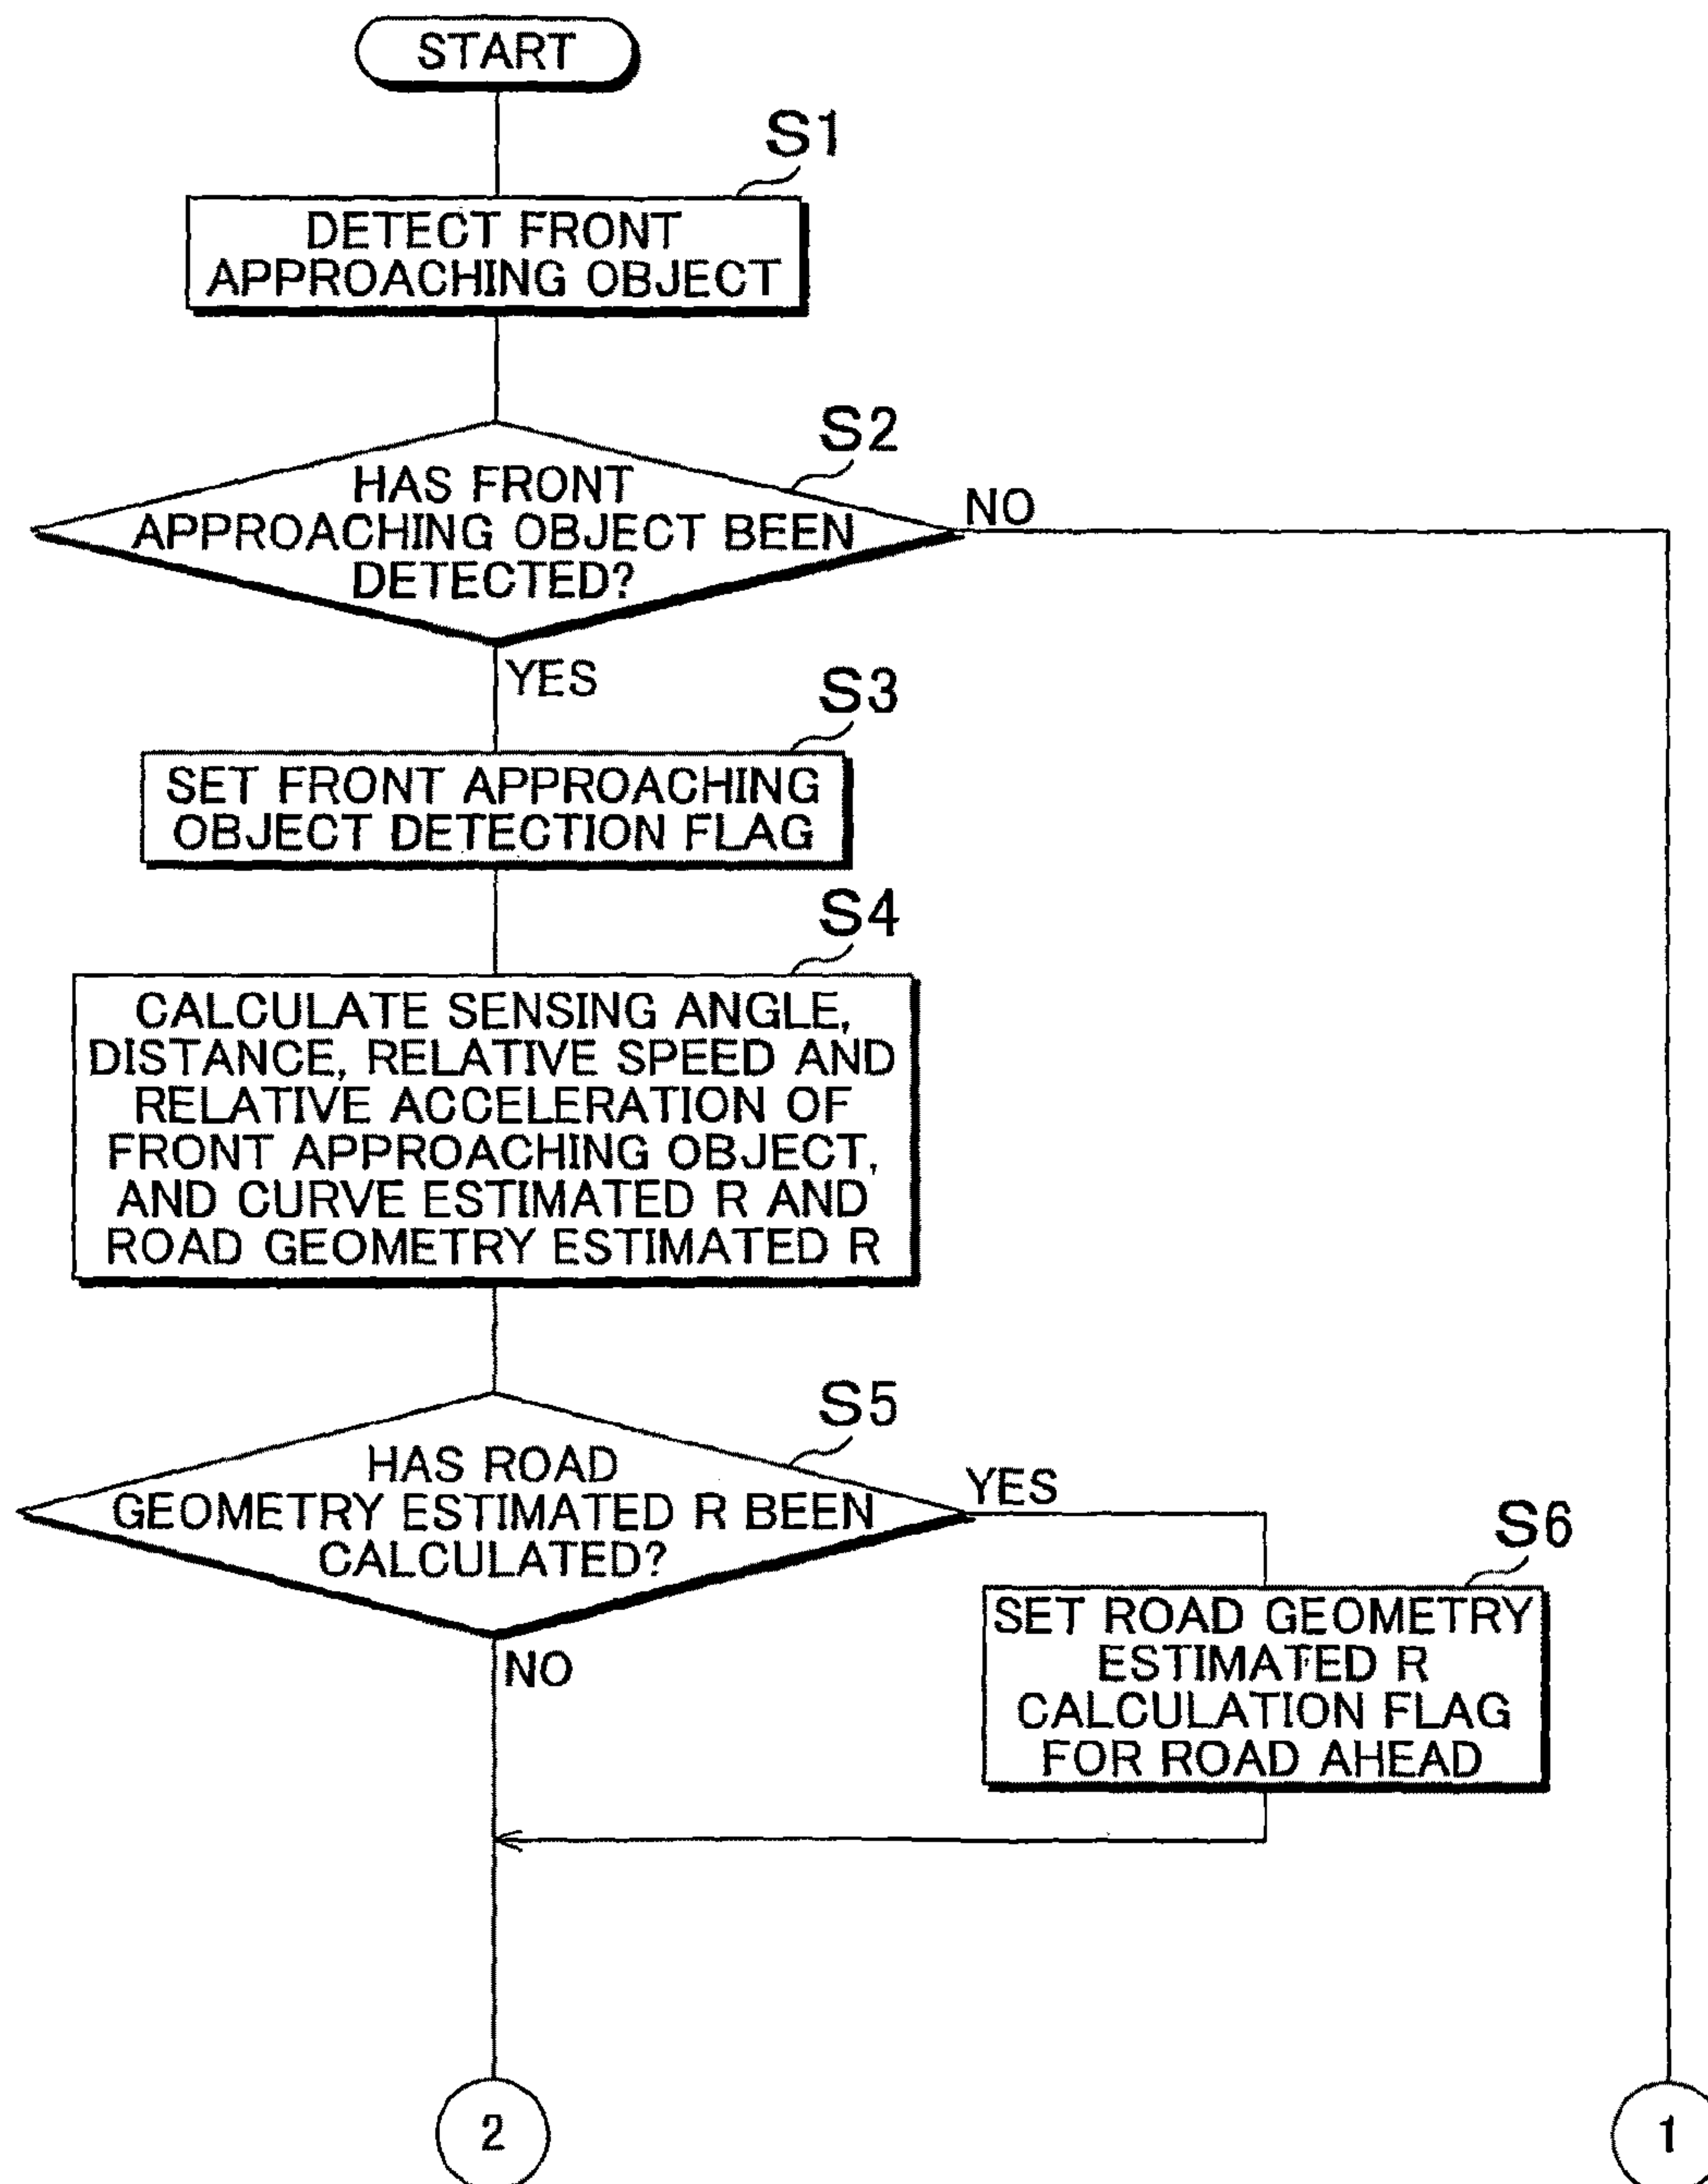 START
S1
DETECT FRONT
APPROACHING OBJECT
S2
HAS FRONT
APPROACHING OBJECT BEEN
DETECTED?
NO
YES
S3
SET FRONT APPROACHING
OBJECT DETECTION FLAG
S4
CALCULATE SENSING ANGLE,
DISTANCE, RELATIVE SPEED AND
RELATIVE ACCELERATION OF
FRONT APPROACHING OBJECT,
AND CURVE ESTIMATED R AND
ROAD GEOMETRY ESTIMATED R
S5
HAS ROAD
GEOMETRY ESTIMATED R BEEN
CALCULATED?
YES
NO
S6
SET ROAD GEOMETRY
ESTIMATED R
CALCULATION FLAG
FOR ROAD AHEAD
2
1